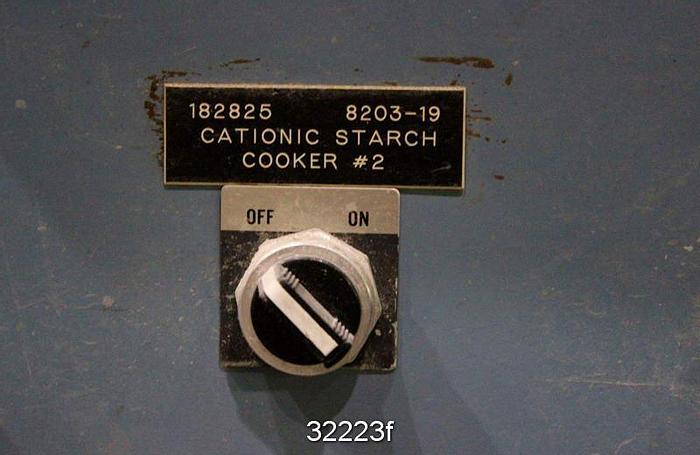 182825 8203-19
CATIONIC STARCH
COOKER #2
OFF ON
32223f